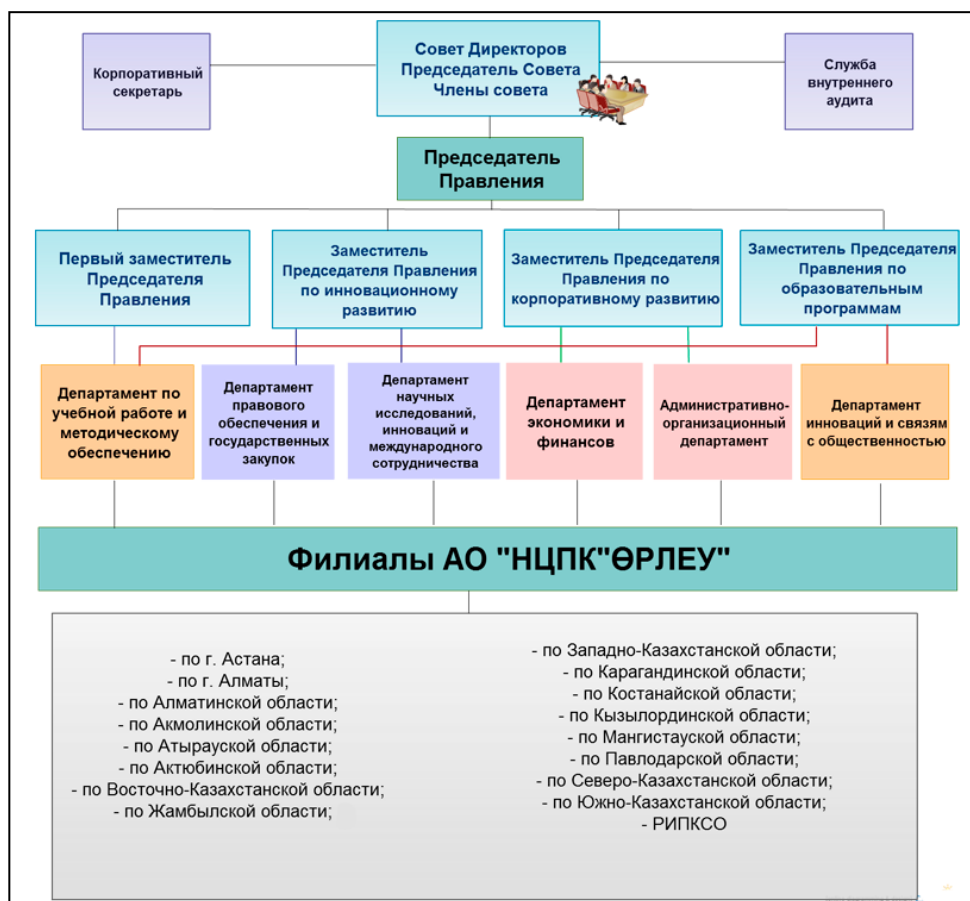 Корпоративный
секретарь
Совет Директоров
Председатель Совета
Члены совета
Служба
внутреннего
аудита
Председатель
Правления
Первый заместитель
Председателя
Правления
Заместитель
Председателя Правления
по инновационному
развитию
Заместитель Председателя
Правления по
корпоративному развитию
Заместитель Председателя
Правления по
образовательным
программам
Департамент по
учебной работе и
методическому
обеспечению
Департамент
правового
обеспечения и
государственных
закупок
Департамент
научных
исследований,
инноваций и
международного
сотрудничества
Департамент
экономики и
финансов
Административно-
организационный
департамент
Департамент
инноваций и связям
с общественностью
Филиалы АО "НЦПК"ӨРЛЕУ"
- по г. Астана;
- по г. Алматы;
- по Алматинской области;
- по Акмолинской области;
- по Атырауской области;
- по Актюбинской области;
- по Восточно-Казахстанской области;
- по Жамбылской области;
- по Западно-Казахстанской области;
- по Карагандинской области;
- по Костанайской области;
- по Кызылординской области;
- по Мангистауской области;
- по Павлодарской области;
- по Северо-Казахстанской области;
- по Южно-Казахстанской области;
- РИПКСО